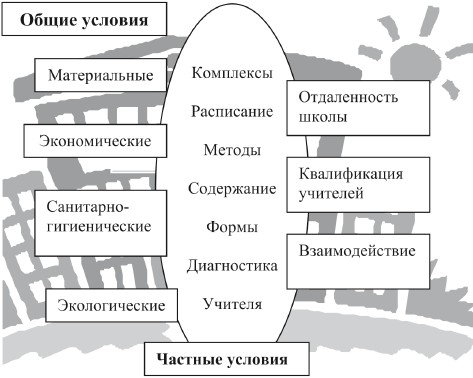 Общие условия
Материальные
Экономические
Санитарно-
гигиенические
Экологические
Комплексы
Расписание
Методы
Содержание
Формы
Диагностика
Учителя
Отдаленность
школы
Квалификация
учителей
Взаимодействие
Частные условия